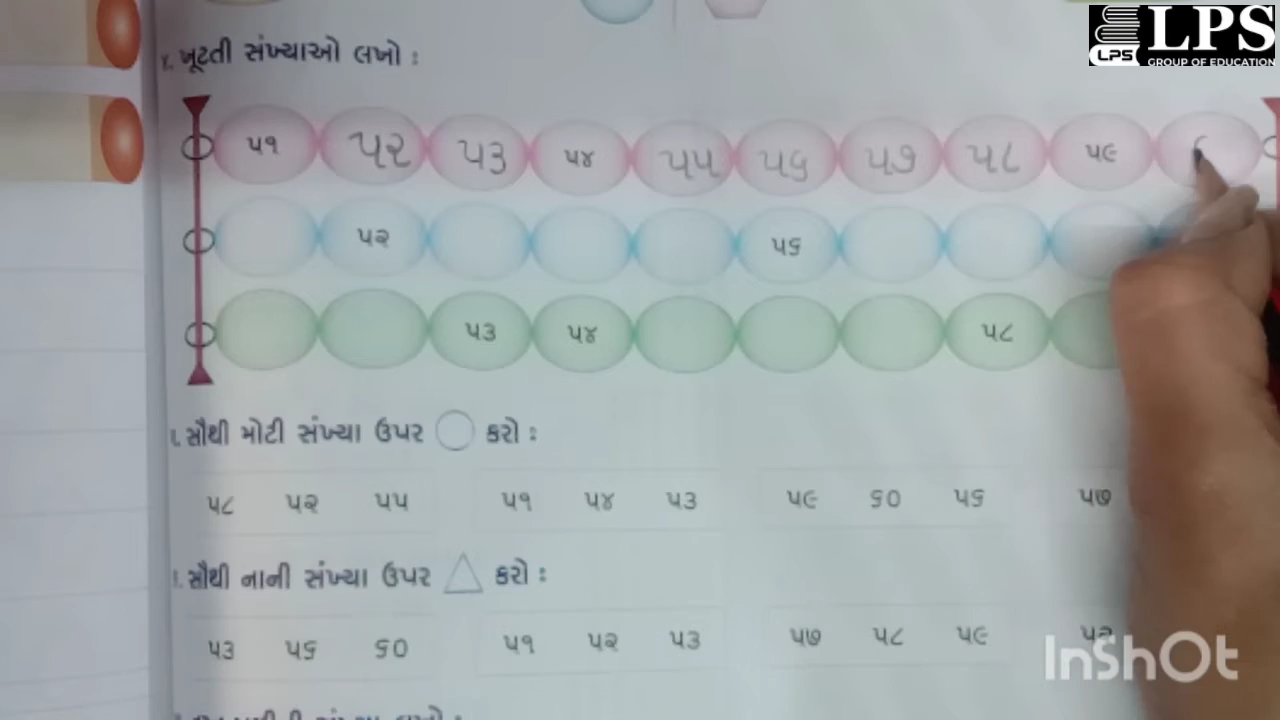 LPS
LPS
GROUP OF EDUCATION
ખૂટતી સંખ્યાઓ લખો :
૫૧ ૫૨ ૫૩ ૫૪ ૫૫ ૫૬ ૫૭ ૫૮ ૫૯
૫૨ ૫૬
૫૩ ૫૪ ૫૮
સૌથી મોટી સંખ્યા ઉપર ○ કરો :
૫૮ ૫૨ ૫૫ ૫૧ ૫૪ ૫૩ ૫૯ ૬૦ ૫૬ ૫૭
સૌથી નાની સંખ્યા ઉપર △ કરો :
૫૩ ૫૬ ૬૦ ૫૧ ૫૨ ૫૩ ૫૭ ૫૮ ૫૯ ૫૨
InShOt